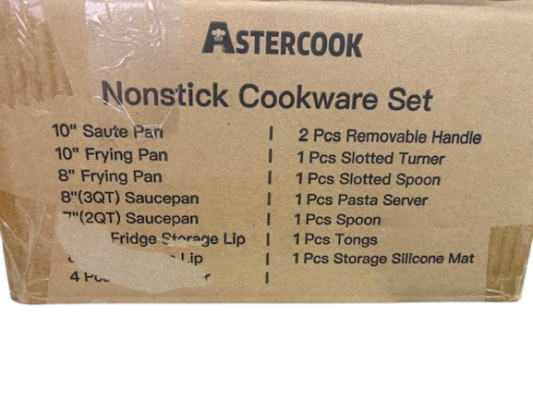 ASTERCOOK
Nonstick Cookware Set
10" Saute Pan
10" Frying Pan
8" Frying Pan
8"(3QT) Saucepan
7"(2QT) Saucepan
Fridge Storage Lip
Lip
4
2 Pcs Removable Handle
1 Pcs Slotted Turner
1 Pcs Slotted Spoon
1 Pcs Pasta Server
1 Pcs Spoon
1 Pcs Tongs
1 Pcs Storage Silicone Mat